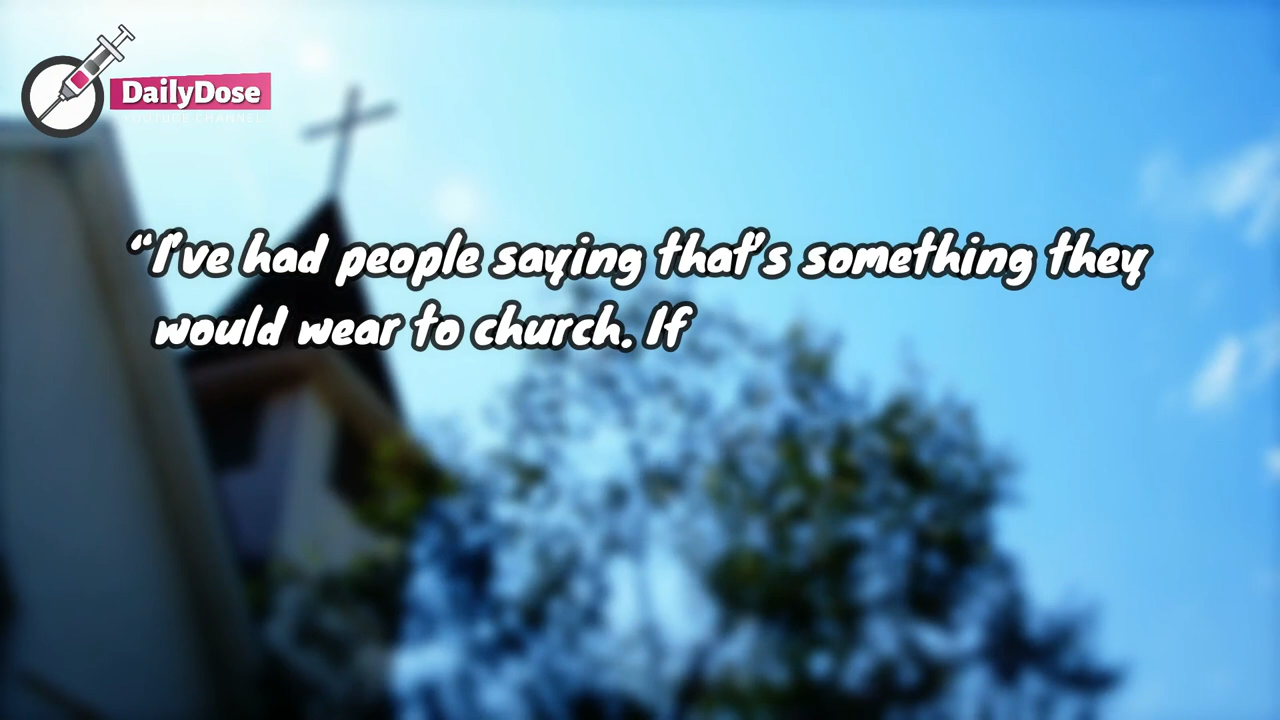 DailyDose
YOUTUBE CHANNEL
“I've had people saying that's something they
would wear to church. If